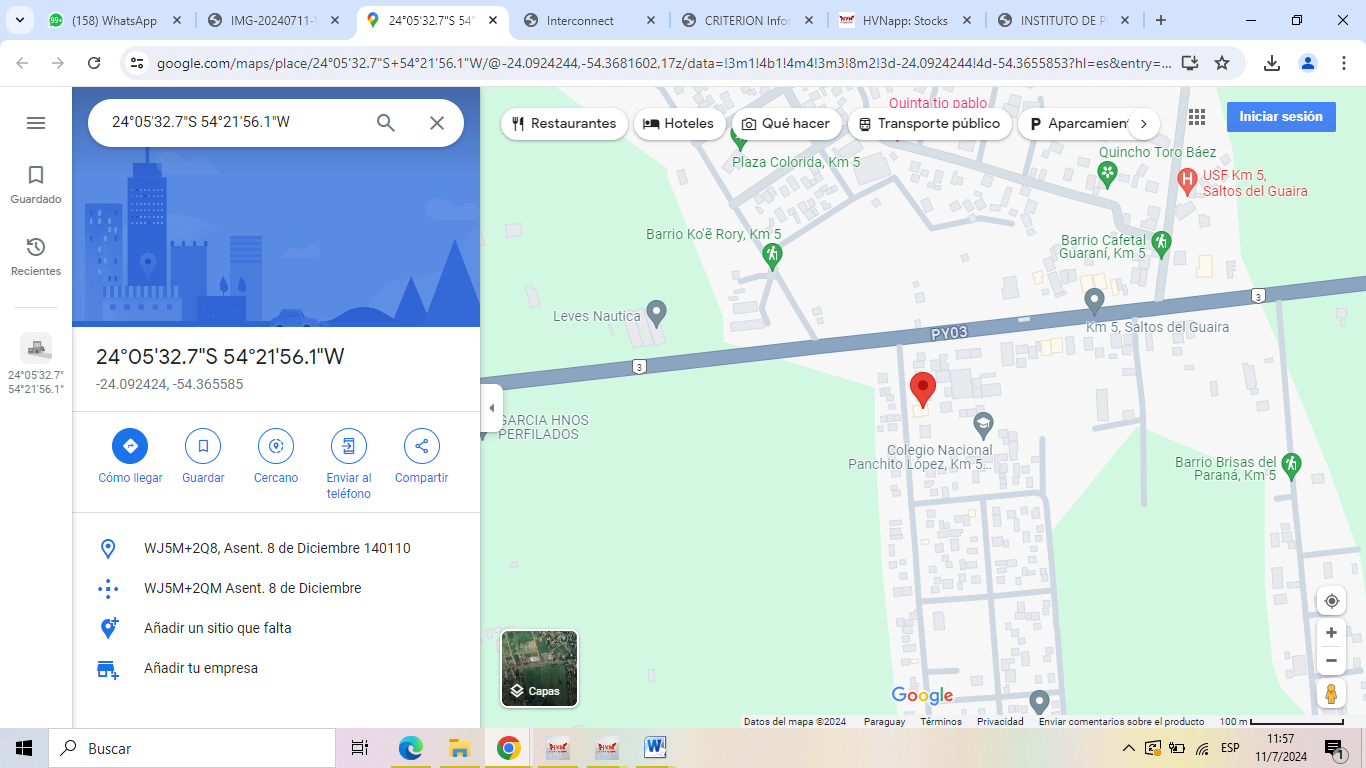 (158) WhatsApp
IMG-20240711-
24°05'32.7"S 54°
Interconnect
CRITERION Info
HVNapp: Stocks
INSTITUTO DE P
google.com/maps/place/24°05'32.7"S+54°21'56.1"W/@-24.0924244,-54.3681602,17z/data=!3m1!4b1!4m4!3m3!8m2!3d-24.0924244!4d-54.3655853?hl=es&entry=...
24°05'32.7"S 54°21'56.1"W
Guardado
Recientes
24°05'32.7"
54°21'56.1"
24°05'32.7"S 54°21'56.1"W
-24.092424, -54.365585
Cómo llegar
Guardar
Cercano
Enviar al
teléfono
Compartir
WJ5M+2Q8, Asent. 8 de Diciembre 140110
WJ5M+2QM Asent. 8 de Diciembre
Añadir un sitio que falta
Añadir tu empresa
Quinta tio pablo
Restaurantes
Hoteles
Qué hacer
Transporte público
P Aparcamien
Iniciar sesión
Plaza Colorida, Km 5
Quincho Toro Báez
H
USF Km 5,
Saltos del Guaira
Barrio Ko'ẽ Rory, Km 5
Barrio Cafetal
Guaraní, Km 5
3
Leves Nautica
Km 5, Saltos del Guaira
PY03
3
GARCIA HNOS
PERFILADOS
Colegio Nacional
Panchito López, Km 5...
Barrio Brisas del
Paraná, Km 5
Capas
Google
Datos del mapa ©2024
Paraguay
Términos
Privacidad
Enviar comentarios sobre el producto
100 m
Buscar
HVN
HVN
W
ESP
11:57
11/7/2024
1